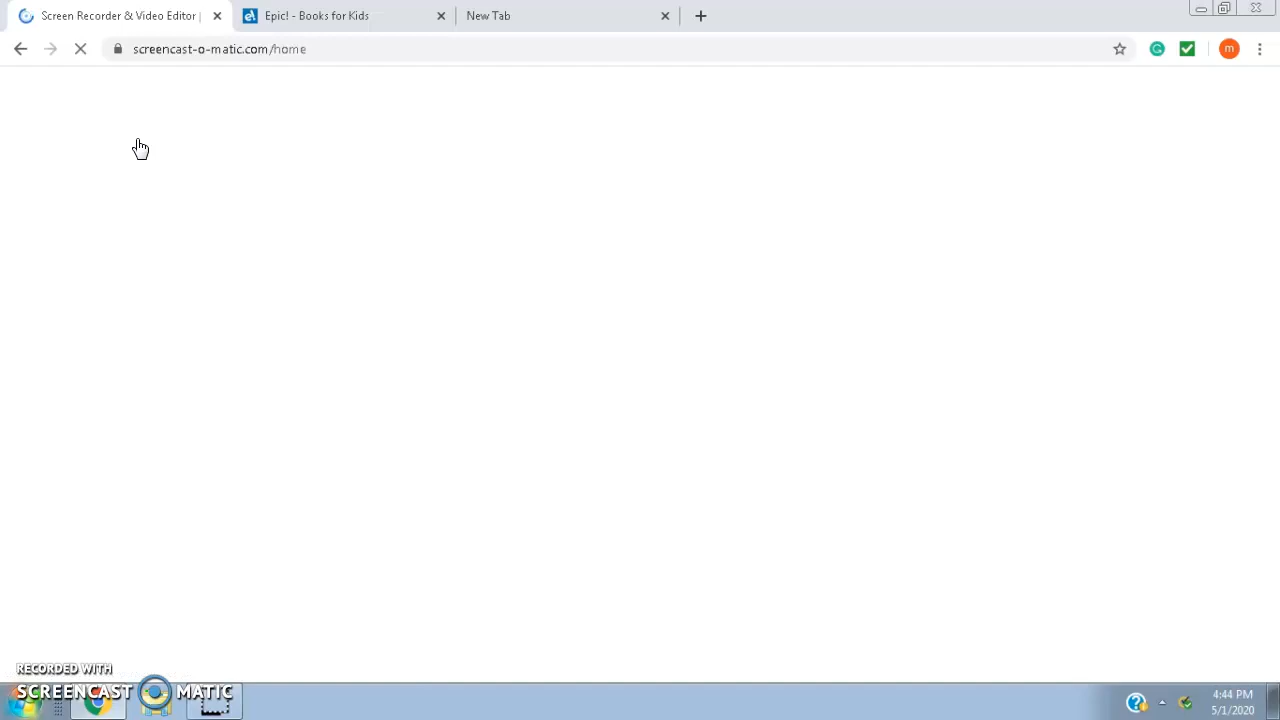 Screen Recorder & Video Editor |
Epic! - Books for Kids
New Tab
screencast-o-matic.com/home
m
RECORDED WITH
SCREENCAST MATIC
4:44 PM
5/1/2020